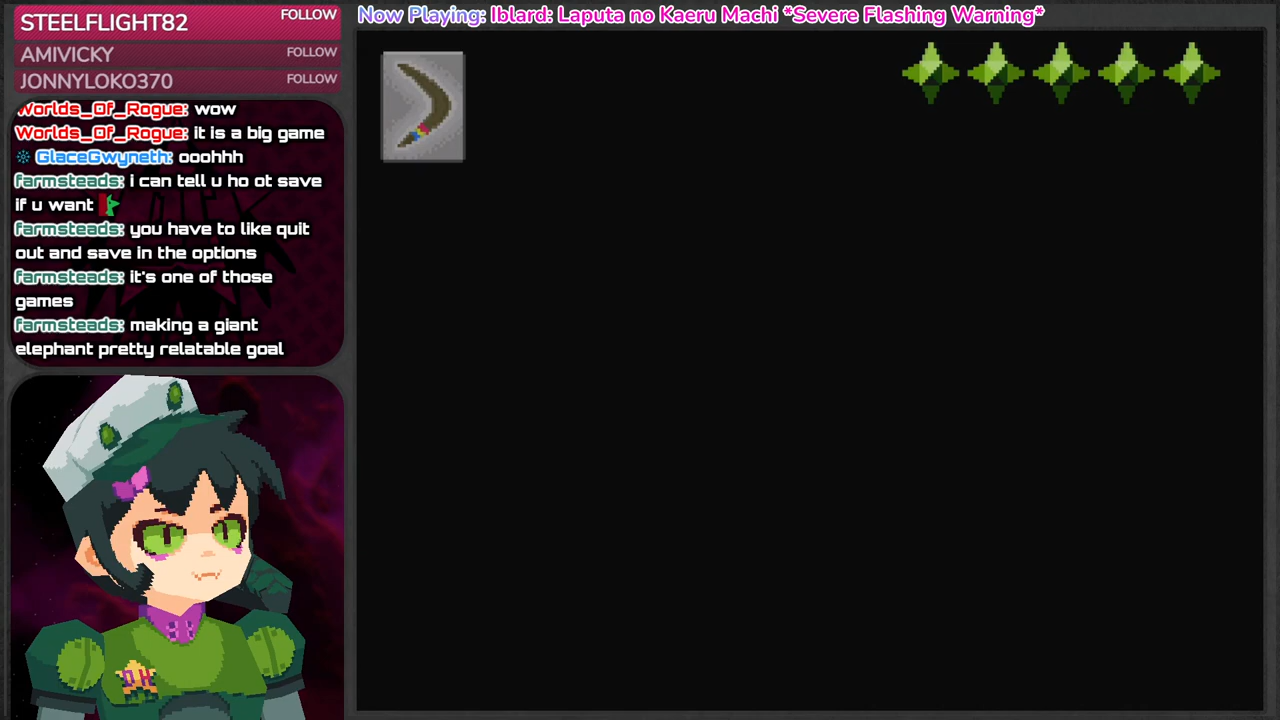 STEELFLIGHT82 FOLLOW
AMIVICKY FOLLOW
JONNYLOKO370 FOLLOW
Now Playing: Iblard: Laputa no Kaeru Machi *Severe Flashing Warning*
Worlds_Of_Rogue: wow
Worlds_Of_Rogue: it is a big game
GlaceGwyneth: ooohhh
farmsteads: i can tell u ho ot save
if u want
farmsteads: you have to like quit
out and save in the options
farmsteads: it's one of those
games
farmsteads: making a giant
elephant pretty relatable goal